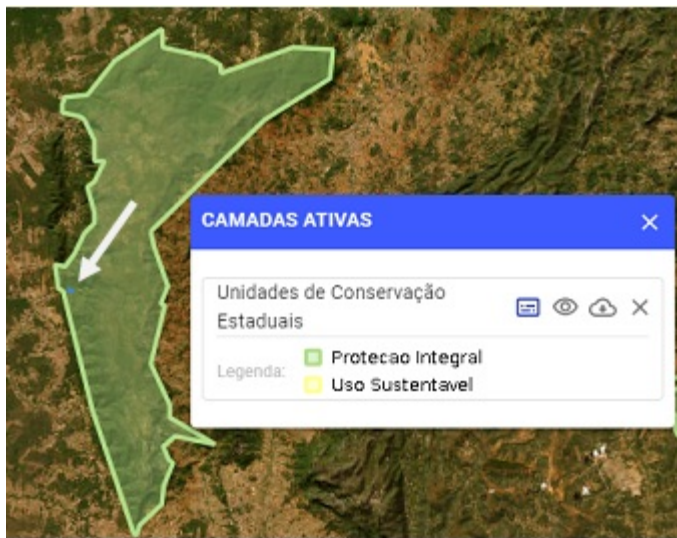 CAMADAS ATIVAS
Unidades de Conservação
Estaduais
Legenda:
Protecao Integral
Uso Sustentavel